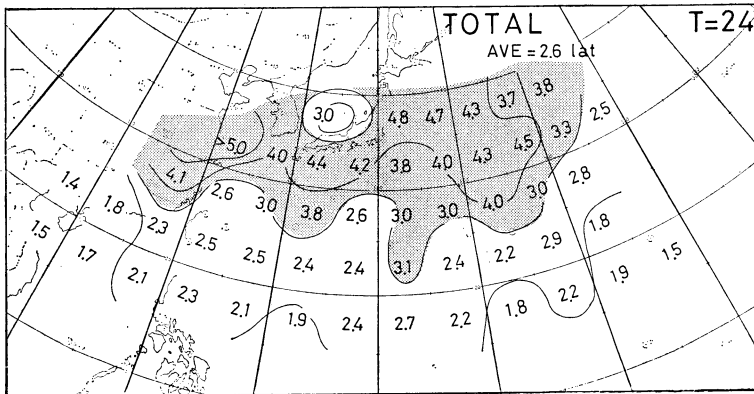 TOTAL T=24
AVE = 2.6 lat
3.0 4.8 4.7 4.3 3.7 3.8
>5.0 4.0 4.4 4.2 3.8 4.0 4.3 4.5 3.3 2.5
4.1 2.6 3.0 3.8 2.6 3.0 3.0 4.0 3.0 2.8
1.4 1.8 2.3 2.5 2.5 2.4 2.4 3.1 2.4 2.2 2.9 1.8
1.5 1.7 2.1 2.3 2.1 1.9 2.4 2.7 2.2 1.8 2.2 1.9 1.5